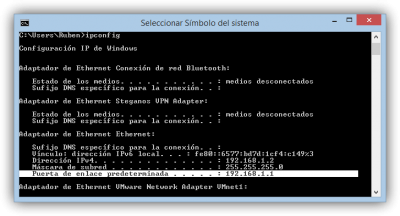 Seleccionar Símbolo del sistema
C:\Users\Ruben>ipconfig
Configuración IP de Windows
Adaptador de Ethernet Conexión de red Bluetooth:
Estado de los medios. . . . . . . . . . . : medios desconectados
Sufijo DNS específico para la conexión. . :
Adaptador de Ethernet Steganos VPN Adapter:
Estado de los medios. . . . . . . . . . . : medios desconectados
Sufijo DNS específico para la conexión. . :
Adaptador de Ethernet Ethernet:
Sufijo DNS específico para la conexión. . :
Vínculo: dirección IPv6 local. . . : fe80::6577:bd7d:1cf4:c149%3
Dirección IPv4. . . . . . . . . . . . . . : 192.168.1.2
Máscara de subred . . . . . . . . . . . . : 255.255.255.0
Puerta de enlace predeterminada . . . . . : 192.168.1.1
Adaptador de Ethernet VMware Network Adapter VMnet1: